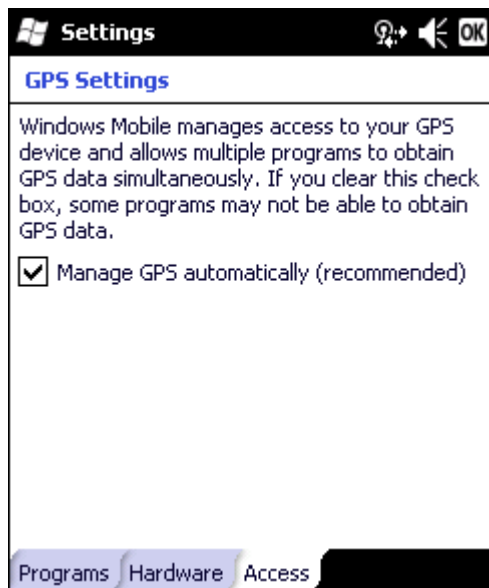 Settings
OK
GPS Settings
Windows Mobile manages access to your GPS
device and allows multiple programs to obtain
GPS data simultaneously. If you clear this check
box, some programs may not be able to obtain
GPS data.
Manage GPS automatically (recommended)
Programs Hardware Access